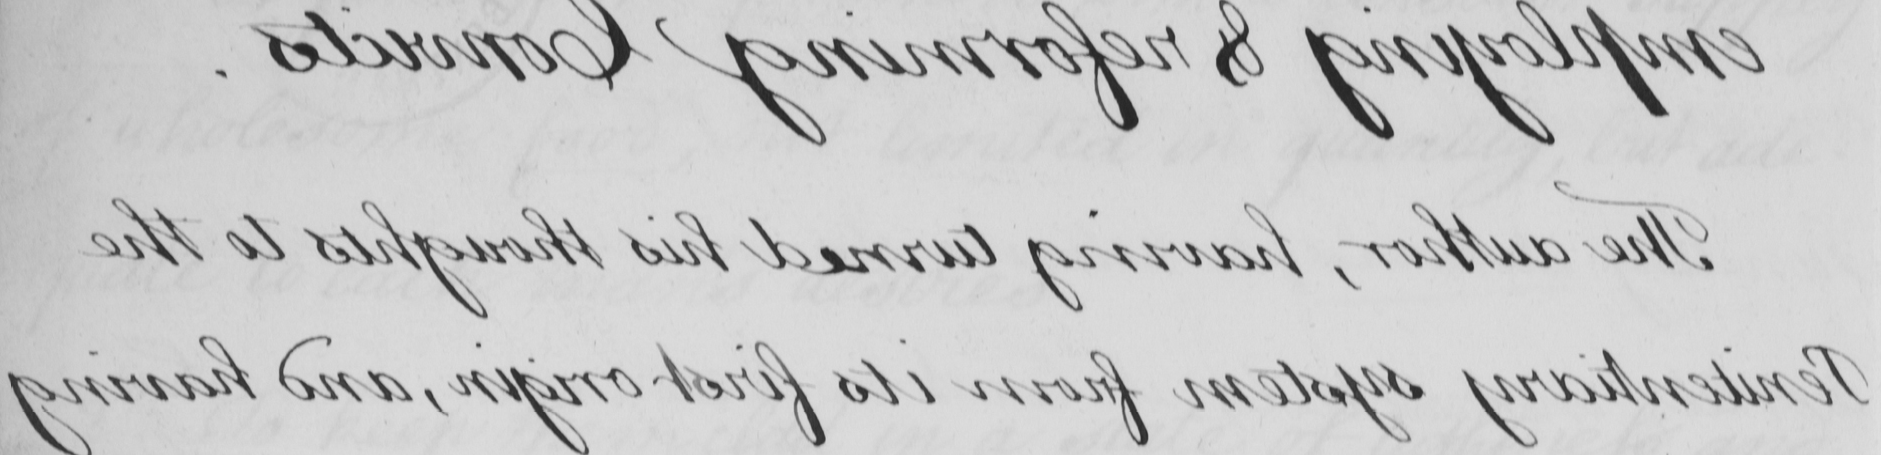 employing & reforming Convicts.
The author, having turned his thoughts to the
Penitentiary system from its first origin, and having